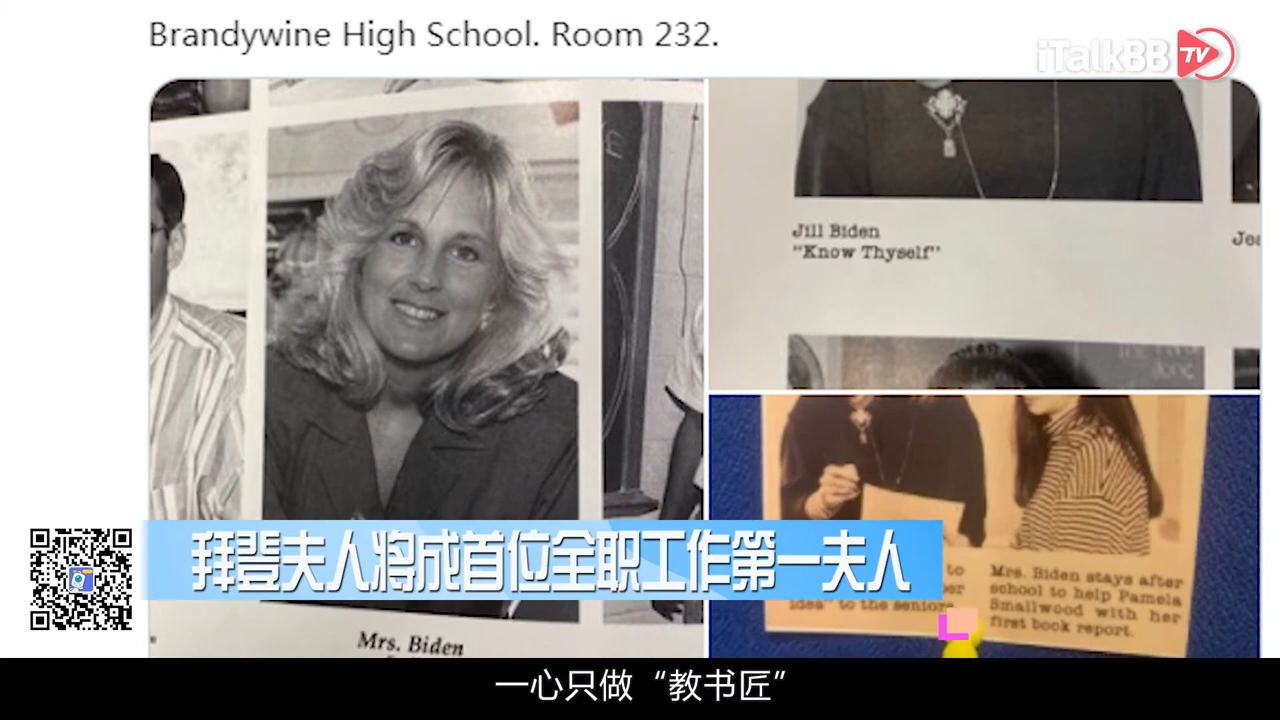 Brandywine High School. Room 232.
iTalkBB TV
Jill Biden
"Know Thyself"
拜登夫人将成首位全职工作第一夫人
to
idea" to the seniors
Mrs. Biden stays after
school to help Pamela
Smallwood with her
first book report.
Mrs. Biden
一心只做“教书匠”